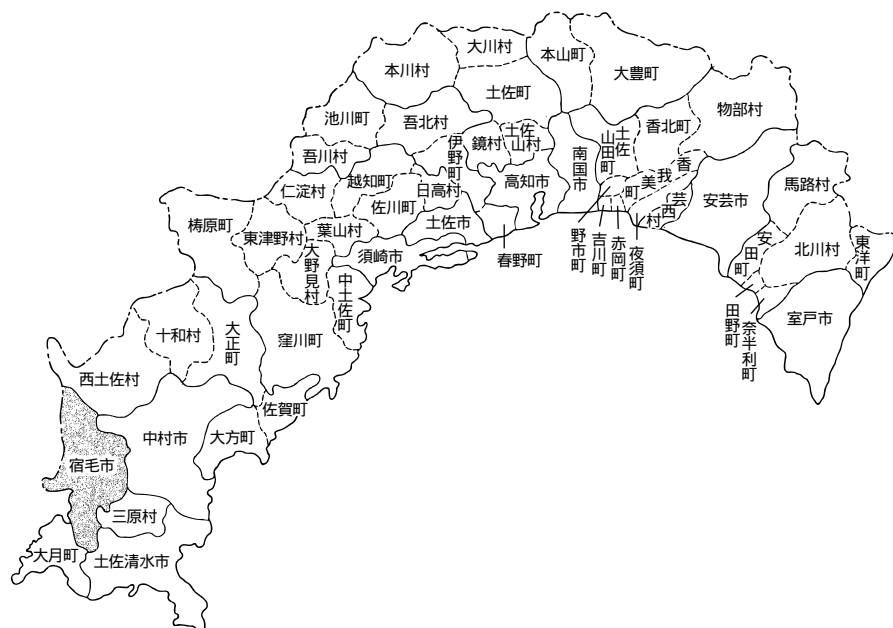 大川村
本川村
本山町
大豊町
土佐町
物部村
池川町
吾北村
香北町
土佐山田町
鏡村
土佐山村
伊野町
南国市
吾川村
越知町
高知市
香我美町
仁淀村
日高村
馬路村
佐川町
芸西村
安芸市
梼原町
土佐市
葉山村
東津野村
北川村
安田町
東洋町
須崎市
春野町
野市町
吉川町
赤岡町
夜須町
大野見村
中土佐町
田野町
奈半利町
室戸市
十和村
大正町
窪川町
西土佐村
佐賀町
中村市
大方町
宿毛市
三原村
大月町
土佐清水市